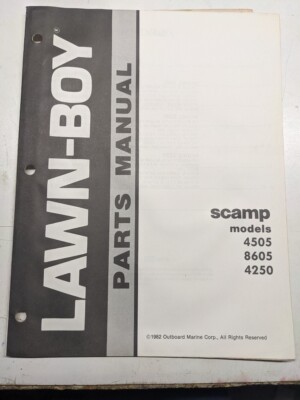 LAWN-BOY
PARTS MANUAL
scamp
models
4505
8605
4250
©1982 Outboard Marine Corp., All Rights Reserved